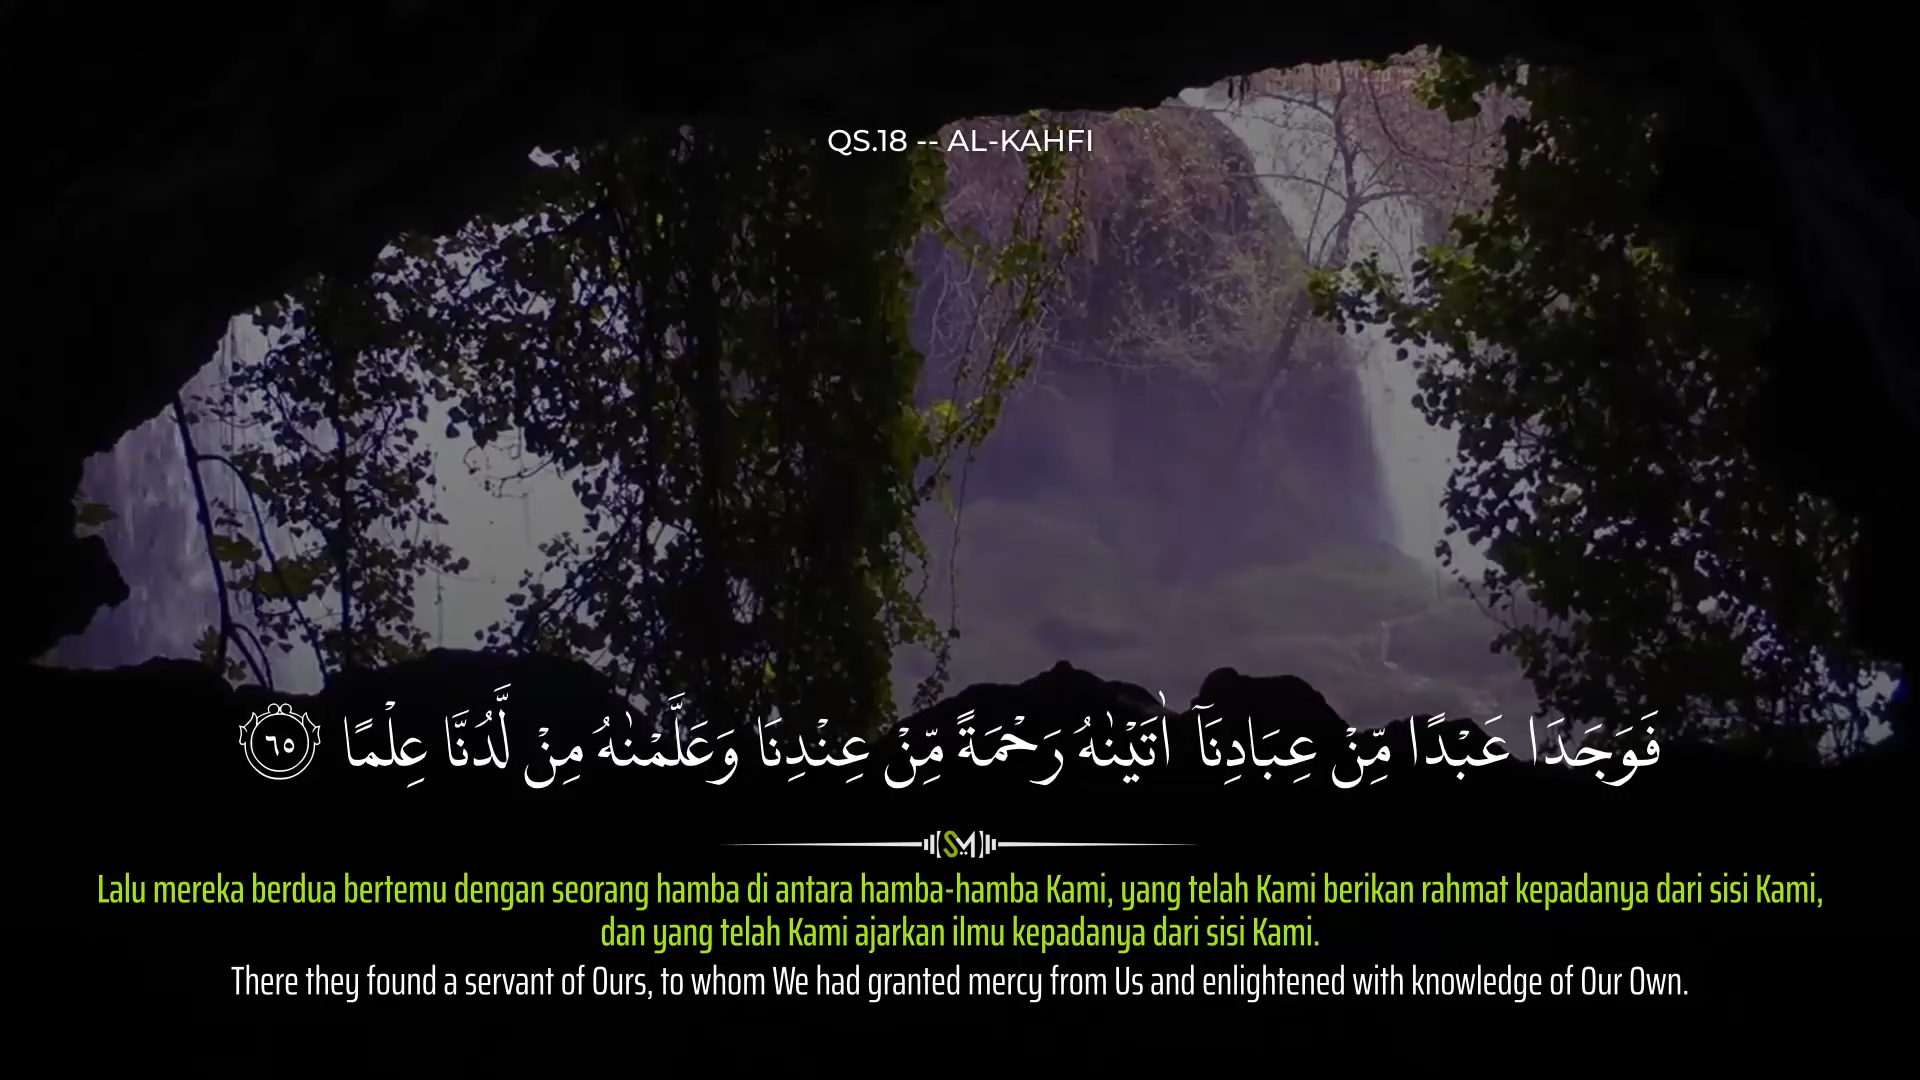 QS.18 -- AL-KAHFI
فَوَجَدَا عَبْدًا مِّنْ عِبَادِنَآ اٰتَيْنٰهُ رَحْمَةً مِّنْ عِنْدِنَا وَعَلَّمْنٰهُ مِنْ لَّدُنَّا عِلْمًا ٦٥
SM
Lalu mereka berdua bertemu dengan seorang hamba di antara hamba-hamba Kami, yang telah Kami berikan rahmat kepadanya dari sisi Kami,
dan yang telah Kami ajarkan ilmu kepadanya dari sisi Kami.
There they found a servant of Ours, to whom We had granted mercy from Us and enlightened with knowledge of Our Own.